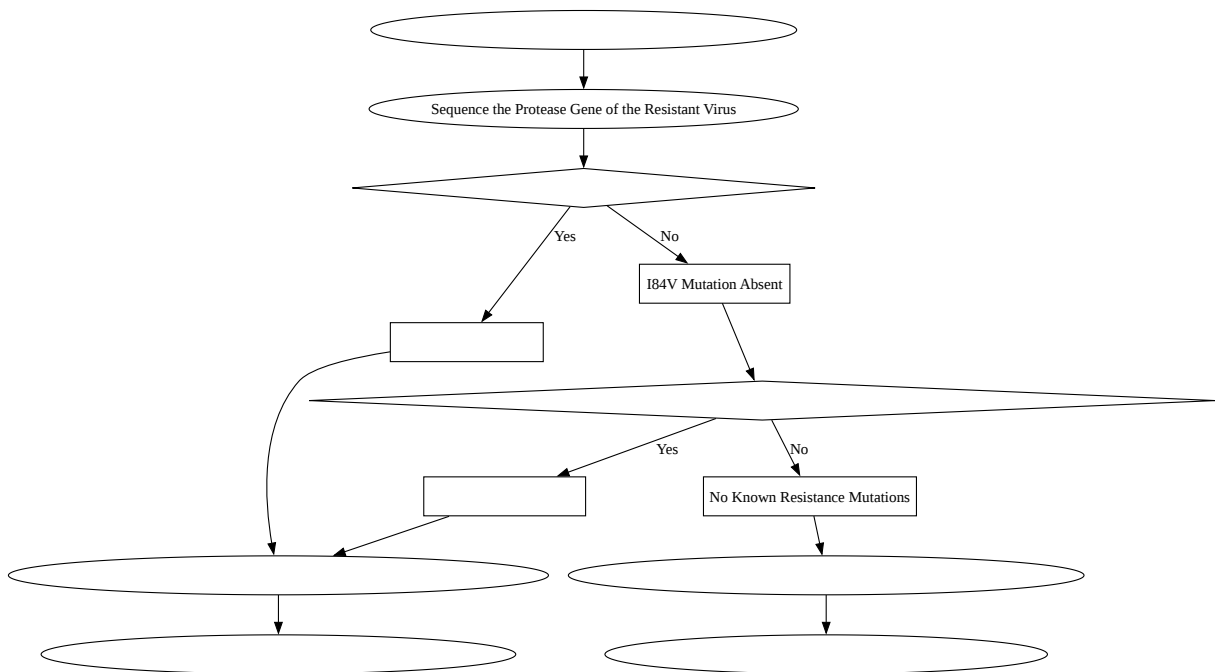 Sequence the Protease Gene of the Resistant Virus
Yes
No
I84V Mutation Absent
Yes
No
No Known Resistance Mutations